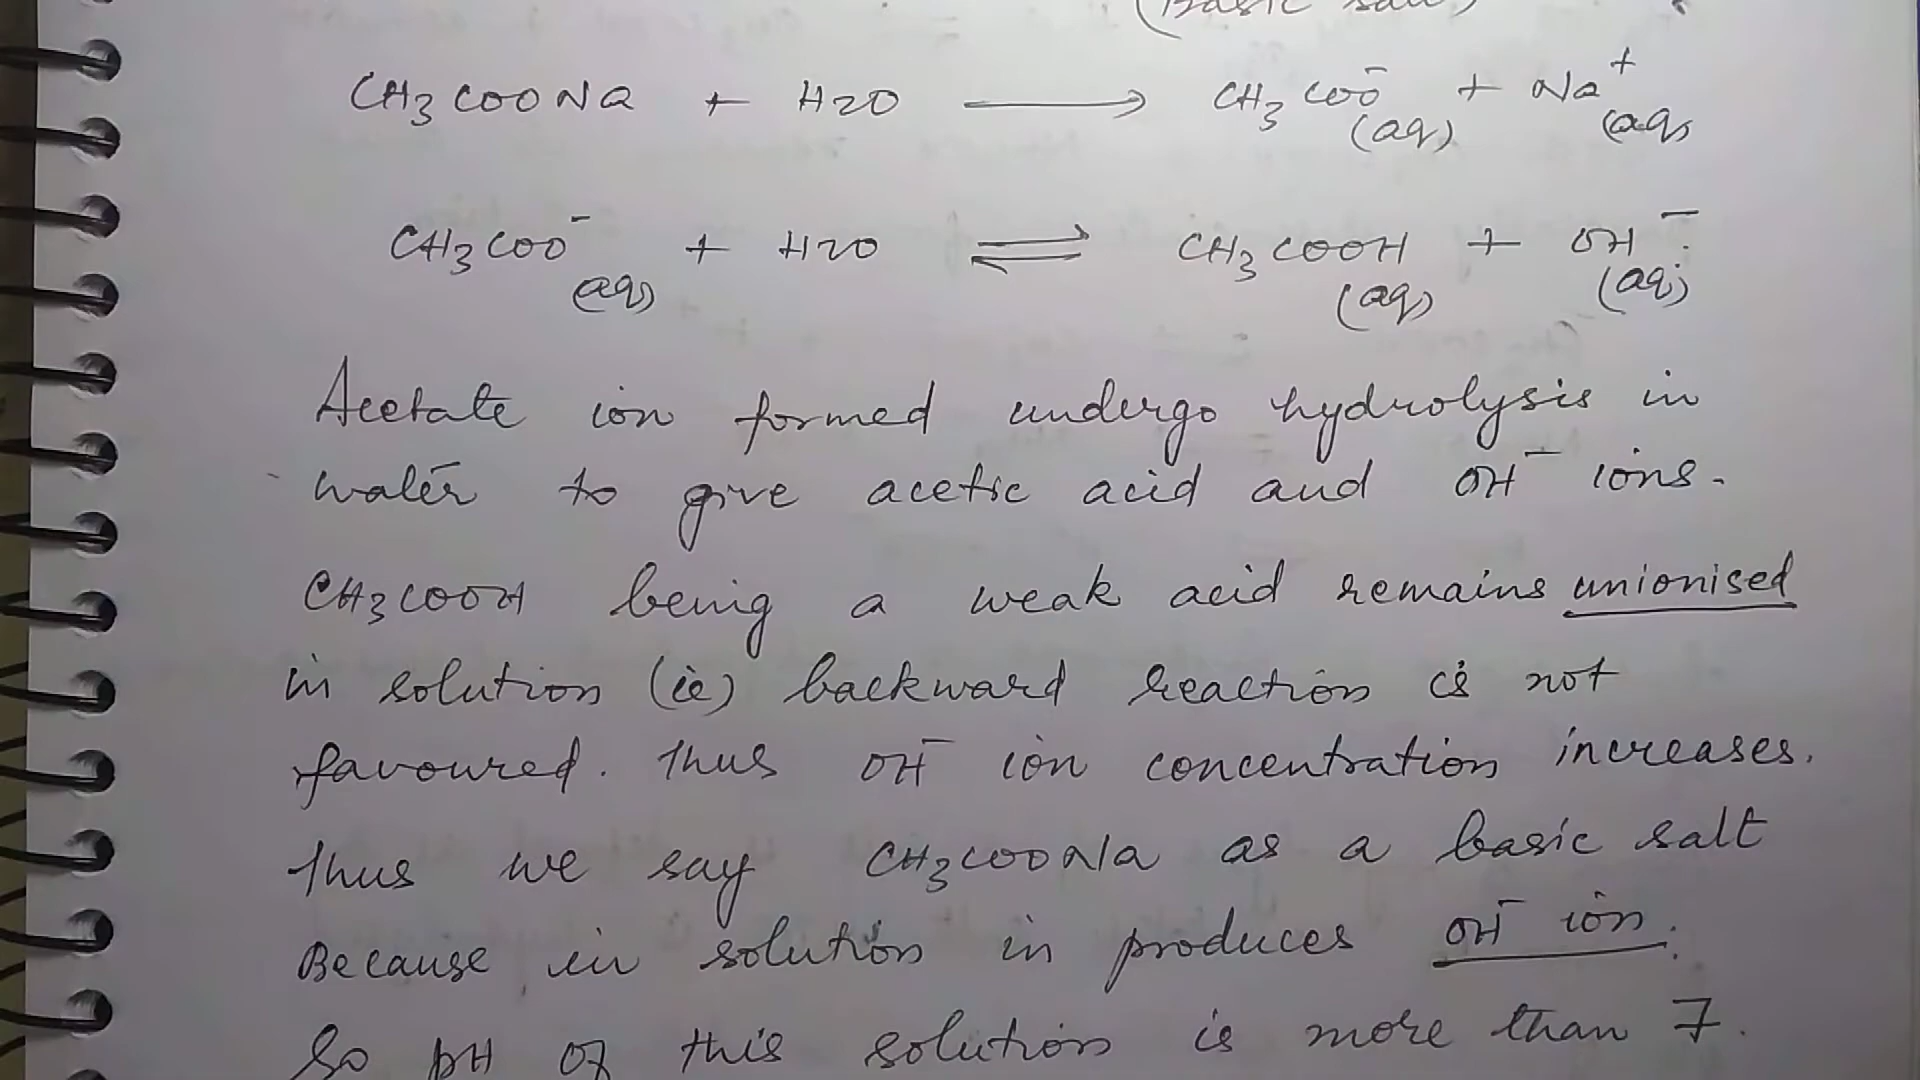 (Basic salt)
CH3COONa + H2O ⟶ CH3COO⁻(aq) + Na⁺(aq)
CH3COO⁻(aq) + H2O ⇌ CH3COOH(aq) + OH⁻(aq)
Acetate ion formed undergo hydrolysis in
water to give acetic acid and OH⁻ ions.
CH3COOH being a weak acid remains unionised
in solution (ie) backward reaction is not
favoured. Thus OH⁻ ion concentration increases.
Thus we say CH3COONa as a basic salt
Because in solution in produces OH⁻ ion.
So pH of this solution is more than 7.